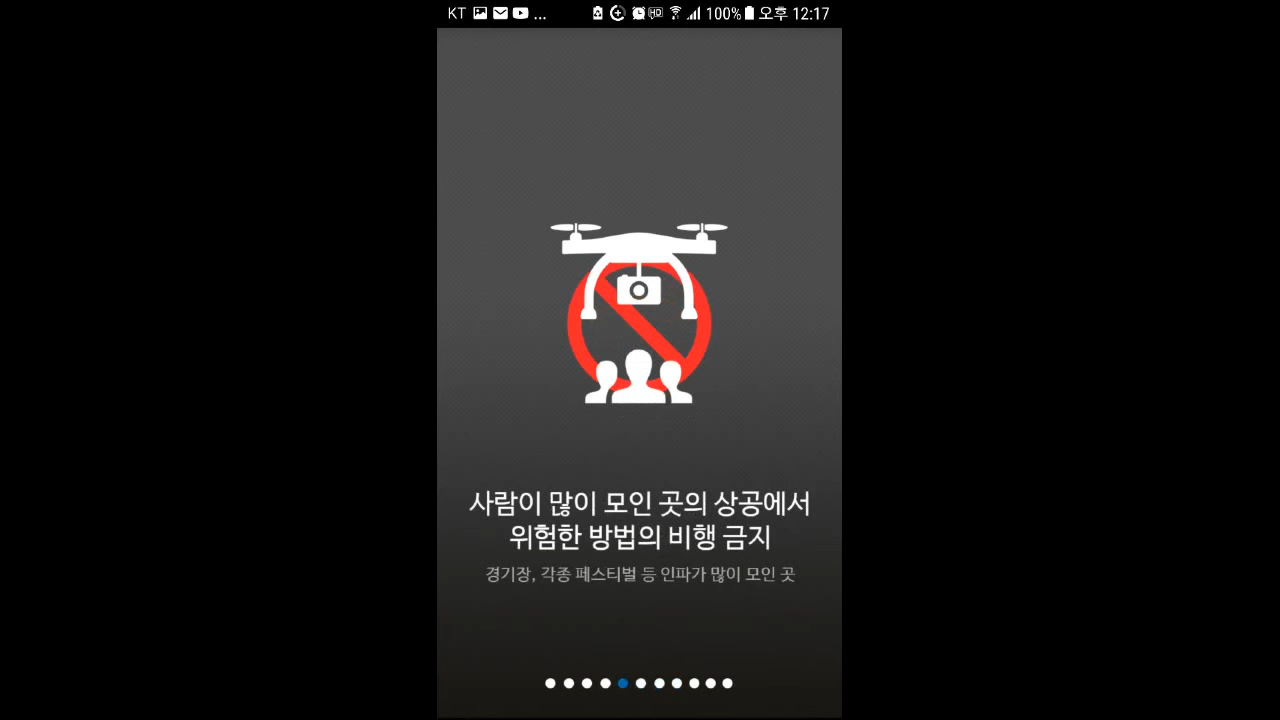 KT ... HD 100% 오후 12:17
사람이 많이 모인 곳의 상공에서
위험한 방법의 비행 금지
경기장, 각종 페스티벌 등 인파가 많이 모인 곳